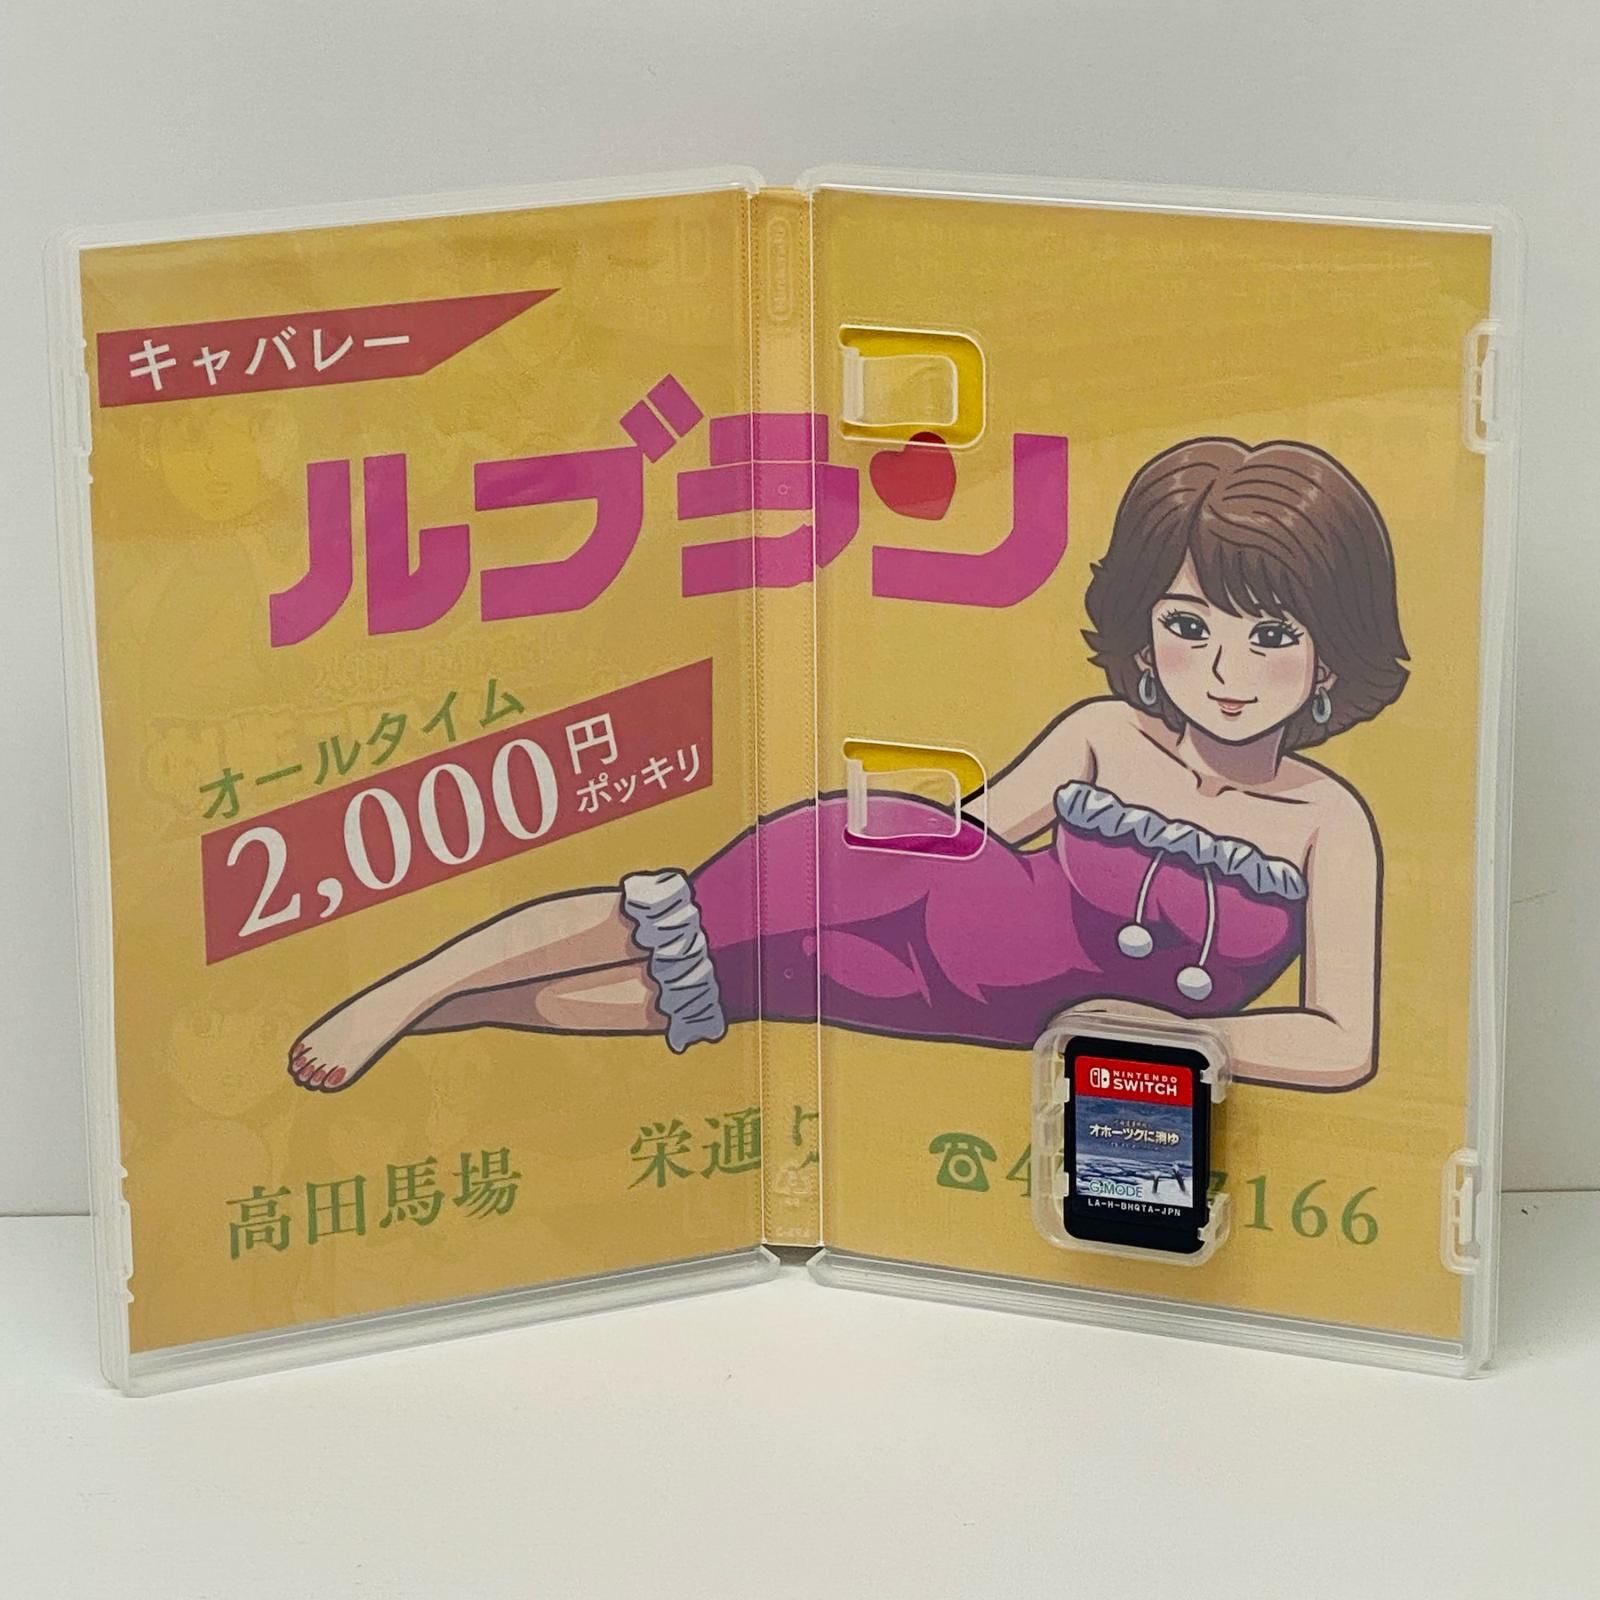 キャバレー
ルブラン
オールタイム
2,000円
ポッキリ
高田馬場 栄通り ☎4 7166
NINTENDO
SWITCH
オホーツクに消ゆ
G-MODE
LA-H-BHQTA-JPN